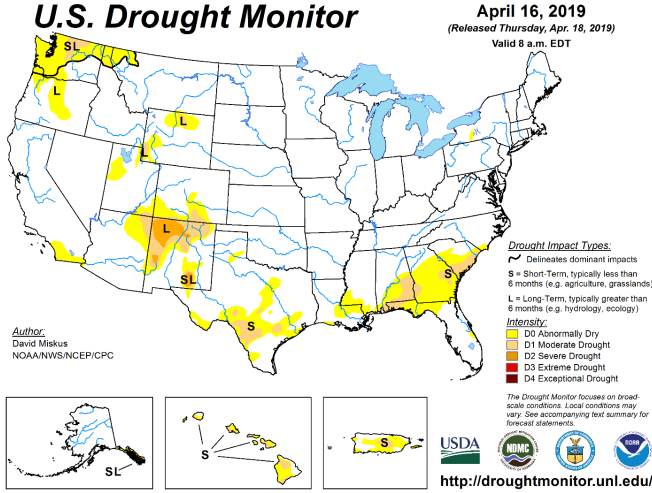 U.S. Drought Monitor
April 16, 2019
(Released Thursday, Apr. 18, 2019)
Valid 8 a.m. EDT
SL
L
L
L
L
SL
S
S
Drought Impact Types:
Delineates dominant impacts
S = Short-Term, typically less than
6 months (e.g. agriculture, grasslands)
L = Long-Term, typically greater than
6 months (e.g. hydrology, ecology)
Intensity:
D0 Abnormally Dry
D1 Moderate Drought
D2 Severe Drought
D3 Extreme Drought
D4 Exceptional Drought
Author:
David Miskus
NOAA/NWS/NCEP/CPC
SL
S
S
The Drought Monitor focuses on broad-
scale conditions. Local conditions may
vary. See accompanying text summary for
forecast statements.
USDA
NDMC
NOAA
http://droughtmonitor.unl.edu/